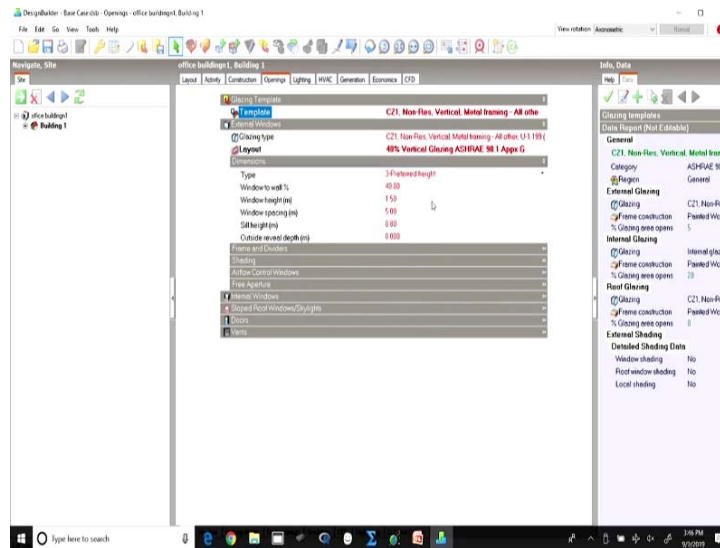 DesignBuilder - Base Case.dsb - Openings - office building1, Building 1
File Edit Go View Tools Help
View rotation Axonometric Normal
Navigate, Site
Site
office building1
Building 1
office building1, Building 1
Layout Activity Construction Openings Lighting HVAC Generation Economics CFD
Glazing Template
Template CZ1, Non-Res, Vertical, Metal framing - All othe
External Windows
Glazing type CZ1, Non-Res, Vertical, Metal framing - All other, U-1.199 (
Layout 40% Vertical Glazing ASHRAE 90.1 Appx G
Dimensions
Type 3-Preferred height
Window to wall % 40.00
Window height (m) 1.50
Window spacing (m) 5.00
Sill height (m) 0.80
Outside reveal depth (m) 0.000
Frame and Dividers
Shading
Airflow Control Windows
Free Aperture
Internal Windows
Sloped Roof Windows/Skylights
Doors
Vents
Info, Data
Help Data
Glazing templates
Data Report (Not Editable)
General
CZ1, Non-Res, Vertical, Metal fram
Category ASHRAE 90
Region General
External Glazing
Glazing CZ1, Non-R
Frame construction Painted Wo
% Glazing area opens 5
Internal Glazing
Glazing Internal glaz
Frame construction Painted Wo
% Glazing area opens 20
Roof Glazing
Glazing CZ1, Non-R
Frame construction Painted Wo
% Glazing area opens 0
External Shading
Detailed Shading Data
Window shading No
Roof window shading No
Local shading No
Type here to search
3:46 PM
9/3/2019